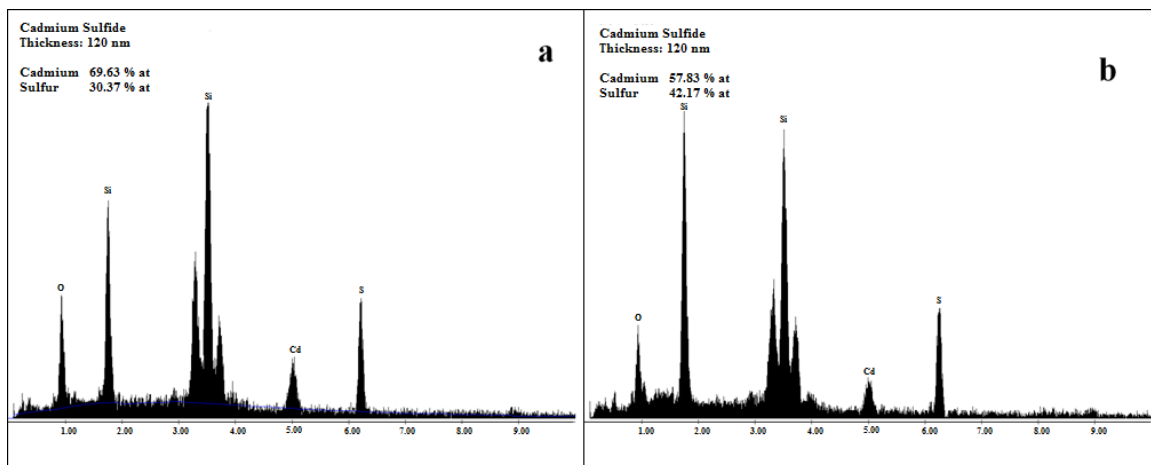 Cadmium Sulfide
Thickness: 120 nm
a
Cadmium 69.63 % at
Sulfur 30.37 % at
Si
Si
O
S
Cd
1.00 2.00 3.00 4.00 5.00 6.00 7.00 8.00 9.00
Cadmium Sulfide
Thickness: 120 nm
b
Cadmium 57.83 % at
Sulfur 42.17 % at
Si
Si
O
S
Cd
1.00 2.00 3.00 4.00 5.00 6.00 7.00 8.00 9.00